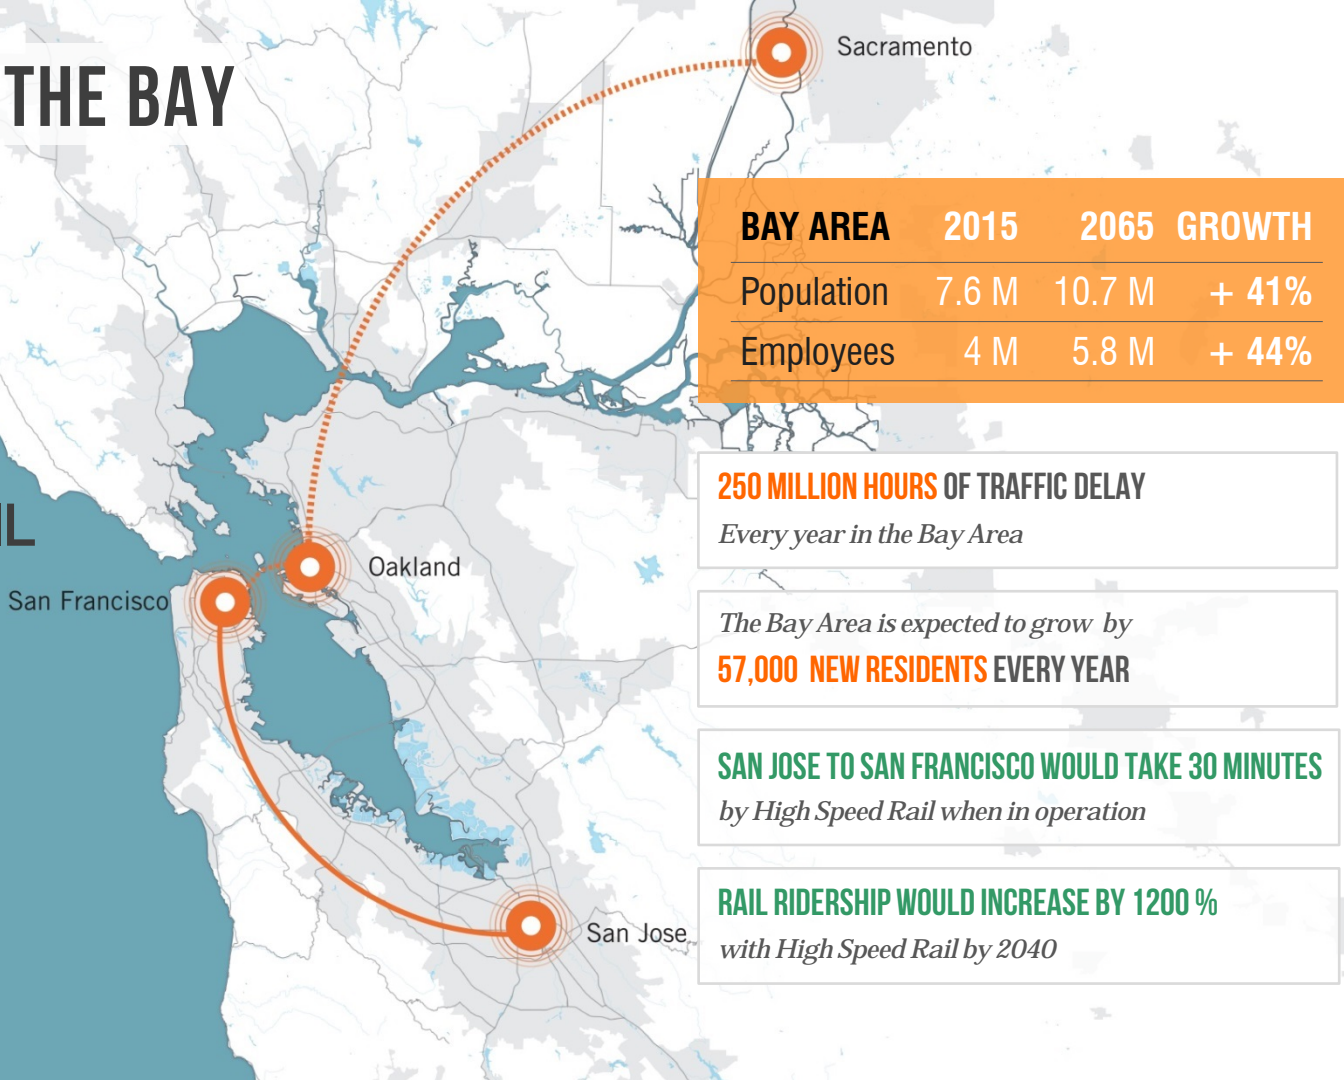 THE BAY
Sacramento
BAY AREA 2015 2065 GROWTH
Population 7.6 M 10.7 M + 41%
Employees 4 M 5.8 M + 44%
250 MILLION HOURS OF TRAFFIC DELAY
Every year in the Bay Area
Oakland
San Francisco
The Bay Area is expected to grow by
57,000 NEW RESIDENTS EVERY YEAR
SAN JOSE TO SAN FRANCISCO WOULD TAKE 30 MINUTES
by High Speed Rail when in operation
RAIL RIDERSHIP WOULD INCREASE BY 1200 %
with High Speed Rail by 2040
San Jose